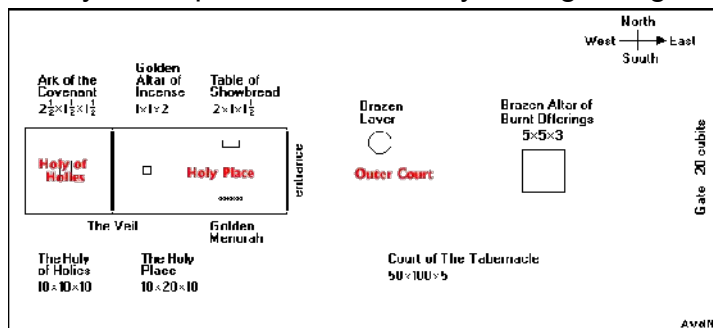 North
West East
South
Ark of the
Covenant
2½×1½×1½
Golden
Altar of
Incense
1×1×2
Table of
Showbread
2×1×1½
Brazen
Laver
Brazen Altar of
Burnt Offerings
5×5×3
Holy of
Holies
Holy Place
entrance
Outer Court
Gate 20 cubits
The Veil
Golden
Menorah
The Holy
of Holies
10×10×10
The Holy
Place
10×20×10
Court of The Tabernacle
50×100×5